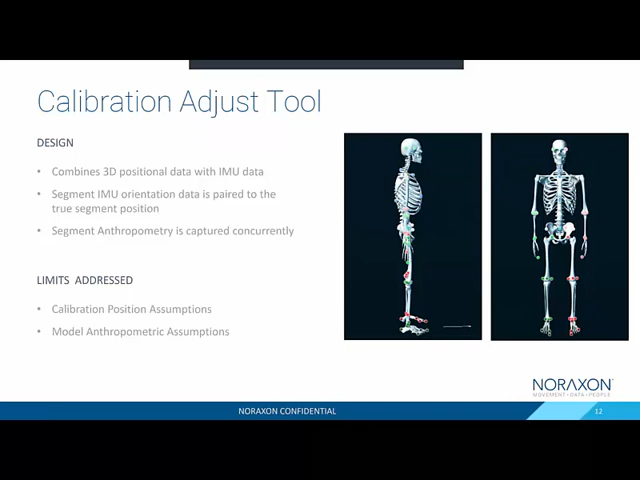 Calibration Adjust Tool
DESIGN
• Combines 3D positional data with IMU data
• Segment IMU orientation data is paired to the
true segment position
• Segment Anthropometry is captured concurrently
LIMITS ADDRESSED
• Calibration Position Assumptions
• Model Anthropometric Assumptions
NORAXON
MOVEMENT • DATA • PEOPLE
NORAXON CONFIDENTIAL
12